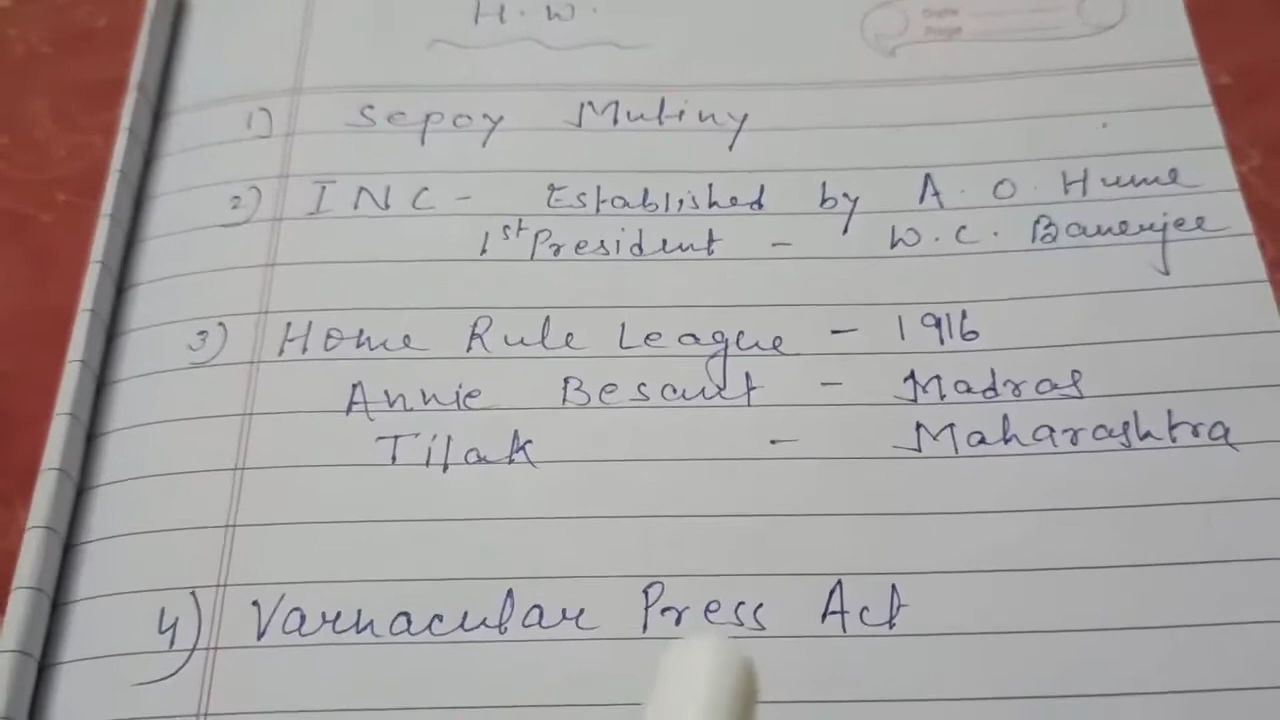 H.W.
1) Sepoy Mutiny
2) INC - Established by A.O. Hume
1st President - W.C. Banerjee
3) Home Rule League - 1916
Annie Besant - Madras
Tilak - Maharashtra
4) Varnacular Press Act